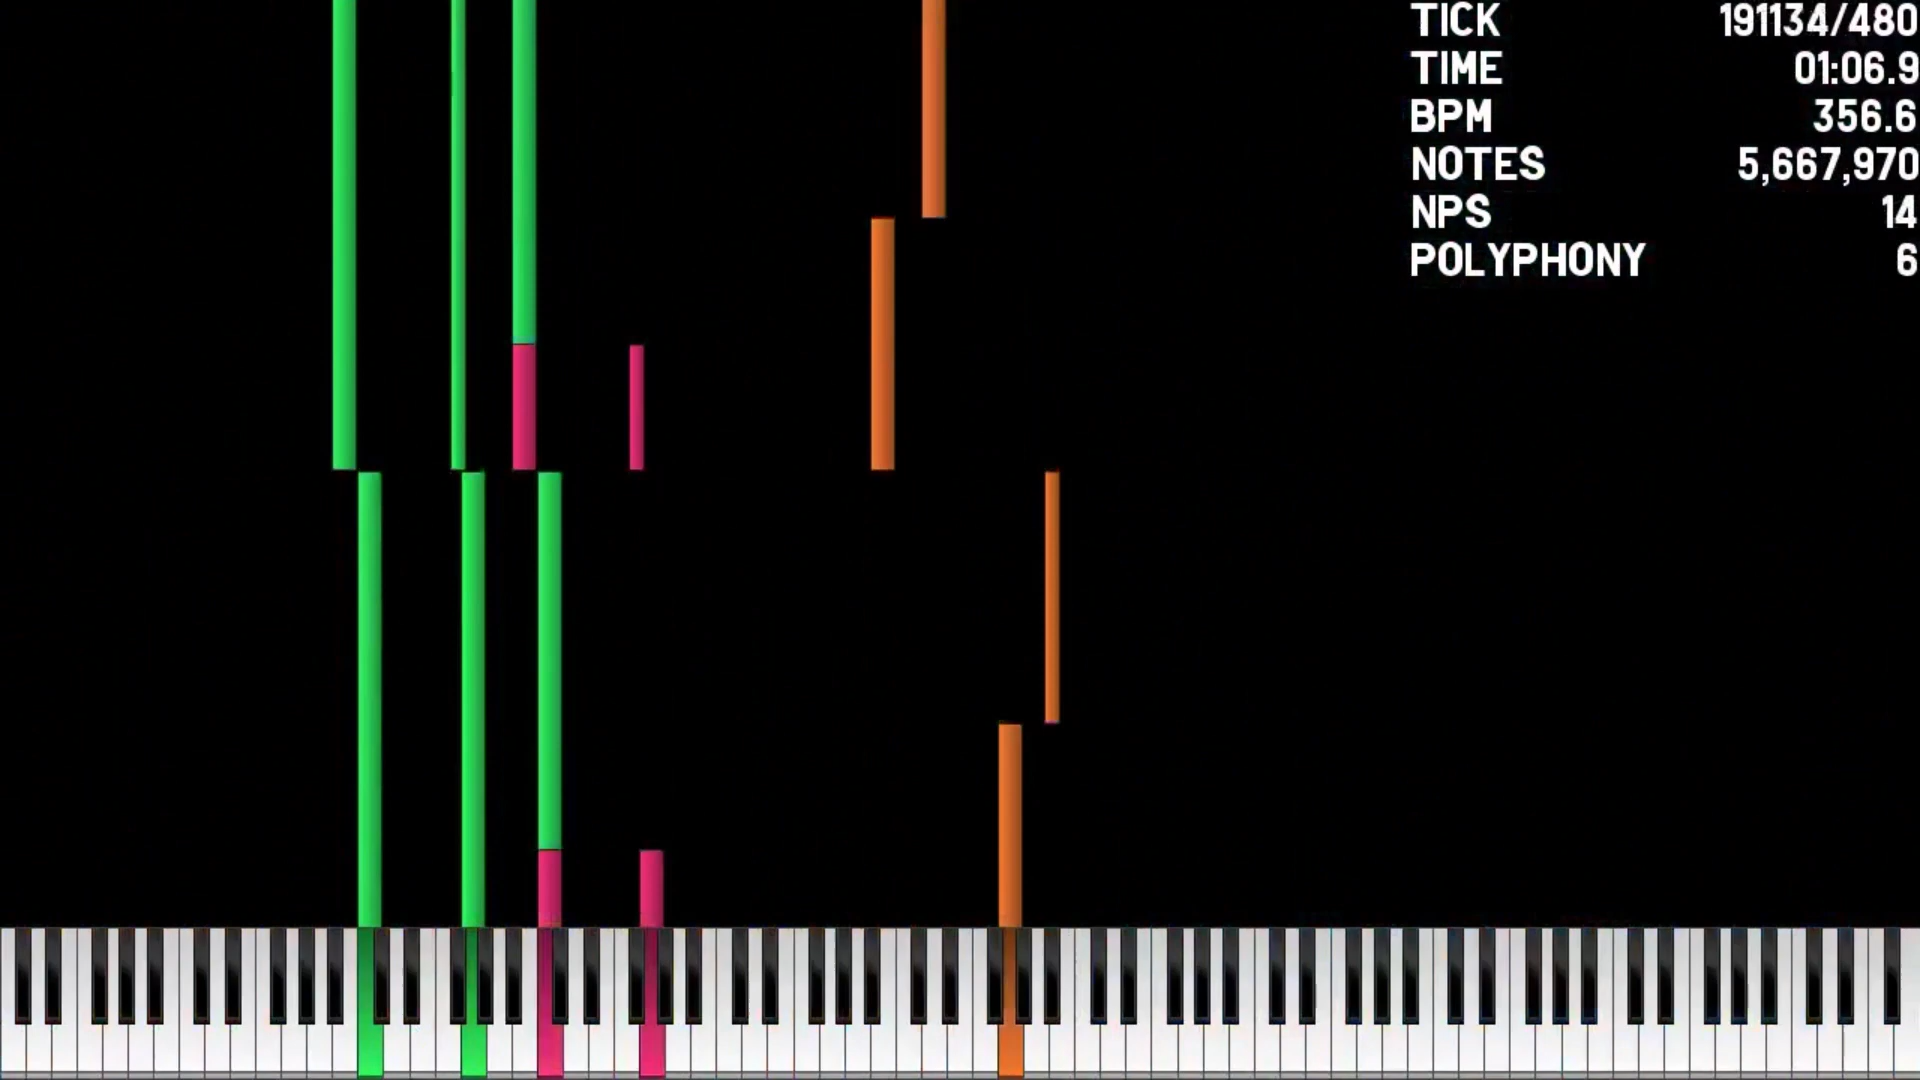 TICK 191134/480
TIME 01:06.9
BPM 356.6
NOTES 5,667,970
NPS 14
POLYPHONY 6